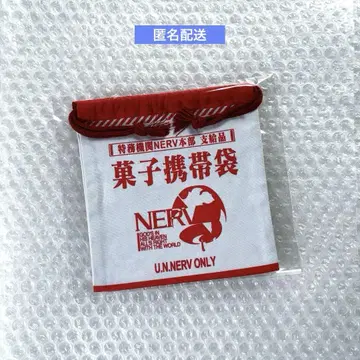 匿名配送
特務機関NERV本部 支給品
菓子携帯袋
NERV
GOD'S IN
HIS HEAVEN
ALL'S RIGHT
WITH THE WORLD
U.N.NERV ONLY